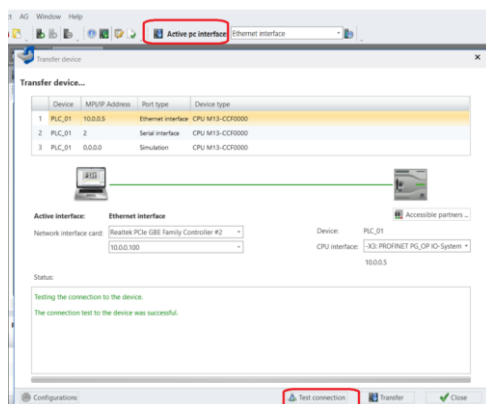 AG Window Help
Active pc interface: Ethernet interface
Transfer device
Transfer device...
Device MPI/IP Address Port type Device type
1 PLC_01 10.0.0.5 Ethernet interface CPU M13-CCF0000
2 PLC_01 2 Serial interface CPU M13-CCF0000
3 PLC_01 0.0.0.0 Simulation CPU M13-CCF0000
Accessible partners ..
Active interface: Ethernet interface
Network interface card: Realtek PCIe GBE Family Controller #2
Device: PLC_01
10.0.0.100
CPU interface: -X3: PROFINET PG_OP IO-System
10.0.0.5
Status:
Testing the connection to the device.
The connection test to the device was successful.
Configurations
Test connection
Transfer
Close